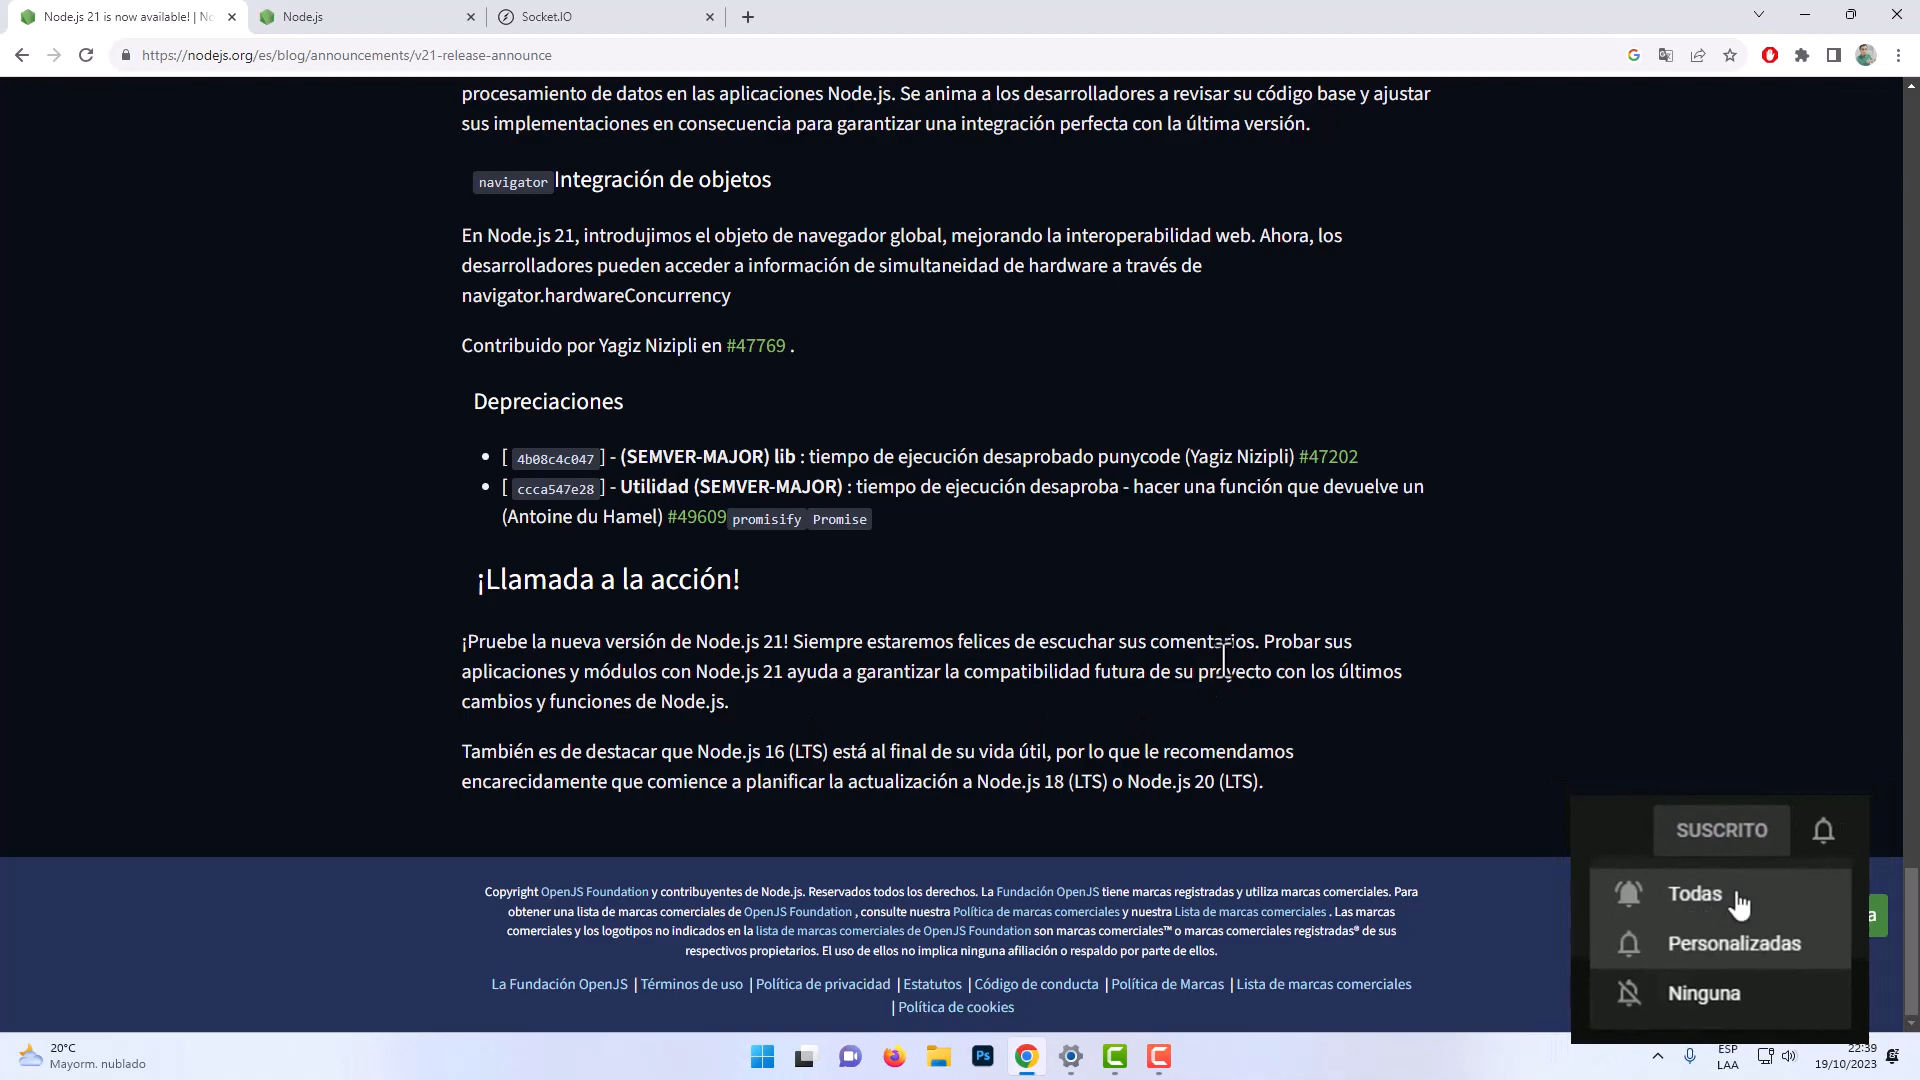 Node.js 21 is now available! | No
Node.js
Socket.IO
https://nodejs.org/es/blog/announcements/v21-release-announce
procesamiento de datos en las aplicaciones Node.js. Se anima a los desarrolladores a revisar su código base y ajustar
sus implementaciones en consecuencia para garantizar una integración perfecta con la última versión.
navigator Integración de objetos
En Node.js 21, introdujimos el objeto de navegador global, mejorando la interoperabilidad web. Ahora, los
desarrolladores pueden acceder a información de simultaneidad de hardware a través de
navigator.hardwareConcurrency
Contribuido por Yagiz Nizipli en #47769 .
Depreciaciones
[ 4b08c4c047 ] - (SEMVER-MAJOR) lib : tiempo de ejecución desaprobado punycode (Yagiz Nizipli) #47202
[ ccca547e28 ] - Utilidad (SEMVER-MAJOR) : tiempo de ejecución desaproba - hacer una función que devuelve un
(Antoine du Hamel) #49609 promisify Promise
¡Llamada a la acción!
¡Pruebe la nueva versión de Node.js 21! Siempre estaremos felices de escuchar sus comentarios. Probar sus
aplicaciones y módulos con Node.js 21 ayuda a garantizar la compatibilidad futura de su proyecto con los últimos
cambios y funciones de Node.js.
También es de destacar que Node.js 16 (LTS) está al final de su vida útil, por lo que le recomendamos
encarecidamente que comience a planificar la actualización a Node.js 18 (LTS) o Node.js 20 (LTS).
SUSCRITO
Todas
a
Personalizadas
Ninguna
Copyright OpenJS Foundation y contribuyentes de Node.js. Reservados todos los derechos. La Fundación OpenJS tiene marcas registradas y utiliza marcas comerciales. Para
obtener una lista de marcas comerciales de OpenJS Foundation , consulte nuestra Política de marcas comerciales y nuestra Lista de marcas comerciales . Las marcas
comerciales y los logotipos no indicados en la lista de marcas comerciales de OpenJS Foundation son marcas comerciales™ o marcas comerciales registradas® de sus
respectivos propietarios. El uso de ellos no implica ninguna afiliación o respaldo por parte de ellos.
La Fundación OpenJS | Términos de uso | Política de privacidad | Estatutos | Código de conducta | Política de Marcas | Lista de marcas comerciales
| Política de cookies
20°C
Mayorm. nublado
Ps
ESP
LAA
22:39
19/10/2023